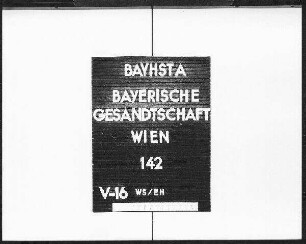 BAYHSTA
BAYERISCHE
GESANDTSCHAFT
WIEN
142
V-16 WS/EH